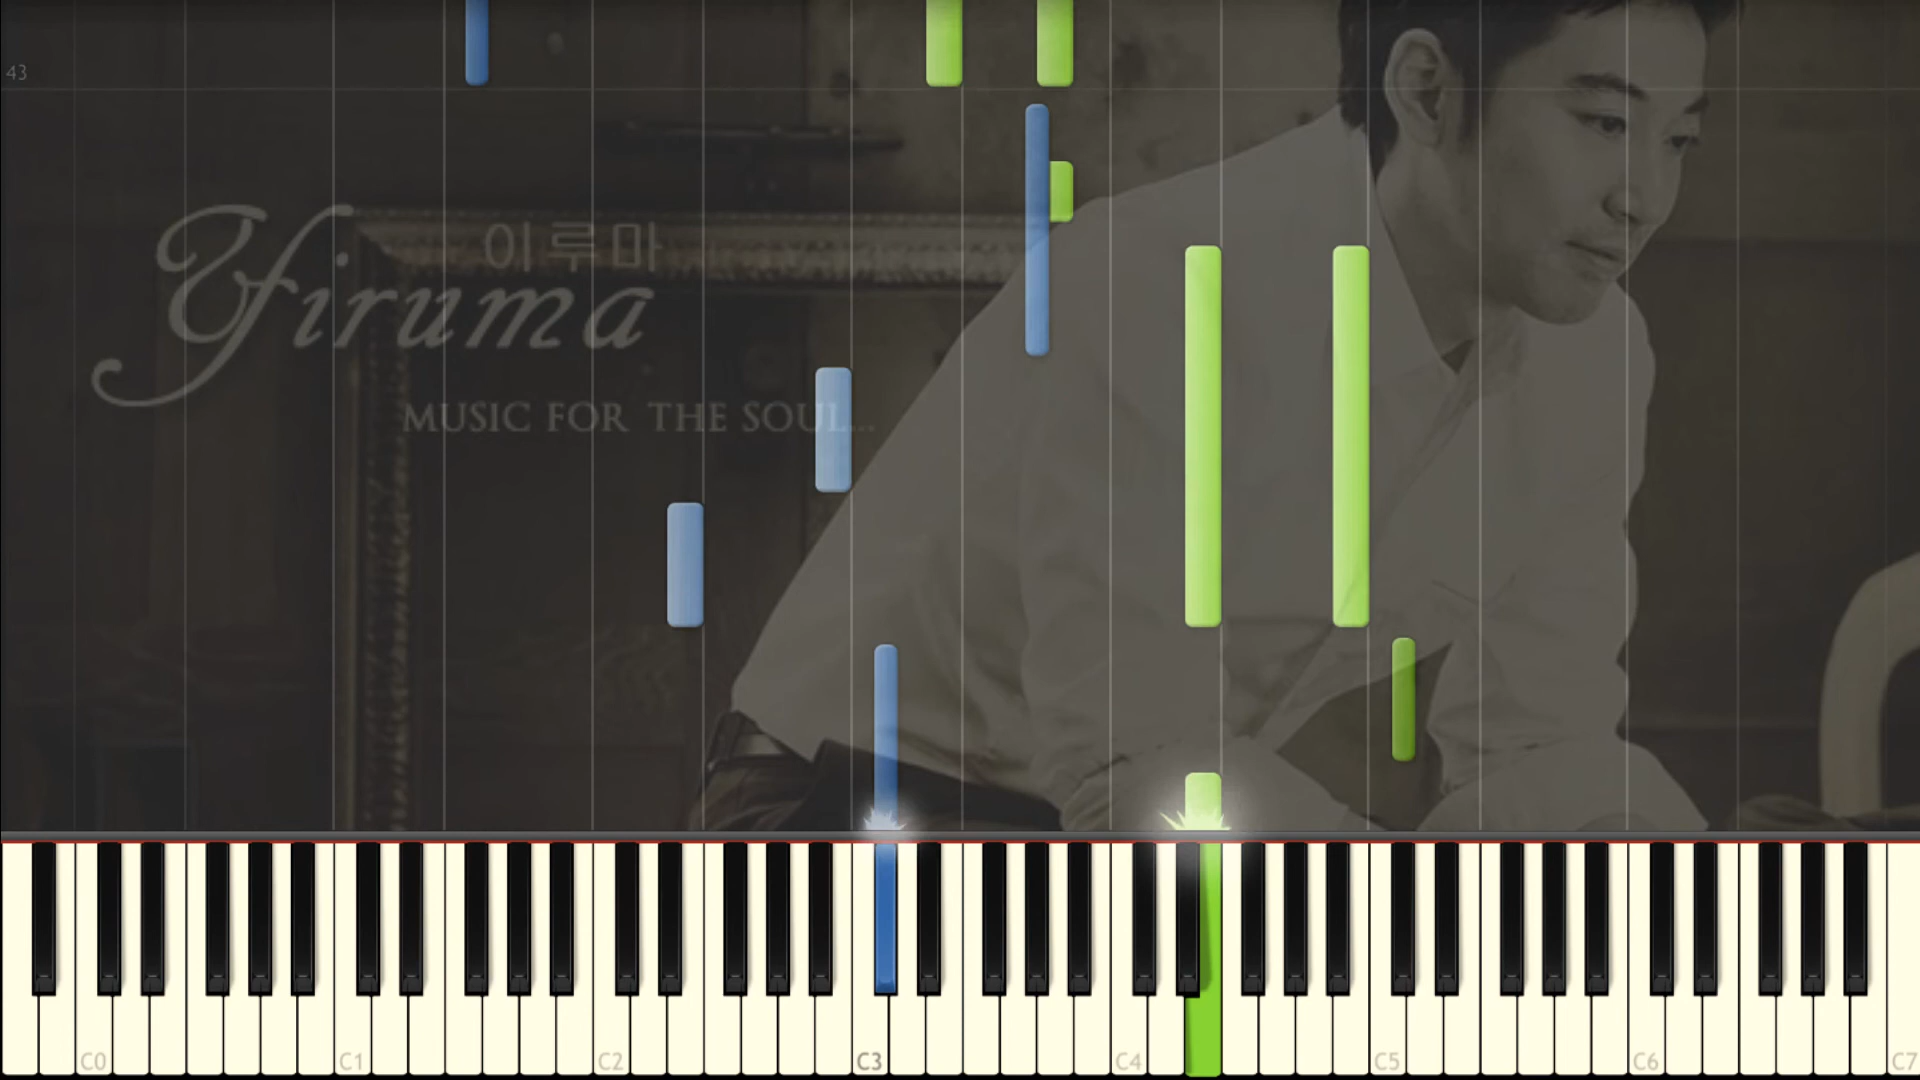 43
이루마
Yiruma
MUSIC FOR THE SOUL...
C0 C1 C2 C3 C4 C5 C6 C7